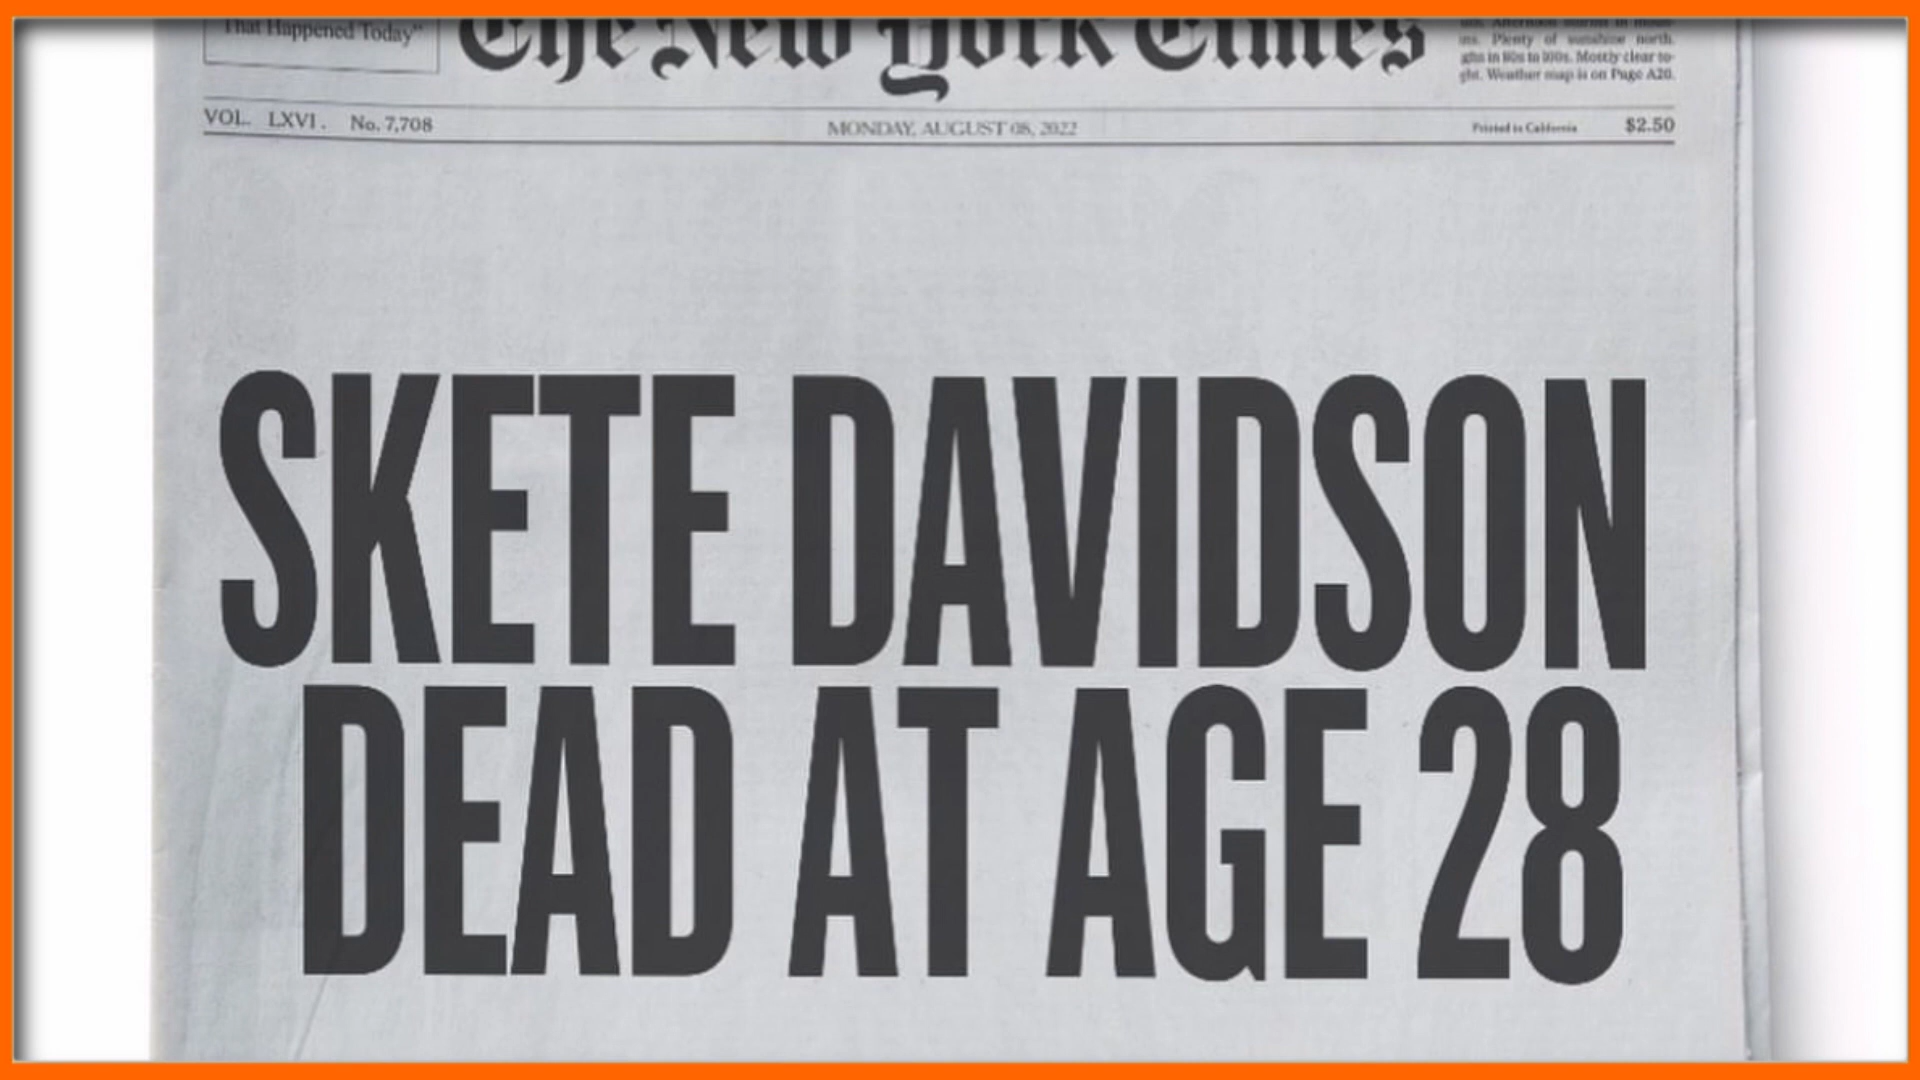 That Happened Today"
The New York Times
ms. Plenty of sunshine north.
ghs in 80s to 100s. Mostly clear to-
ght. Weather map is on Page A20.
VOL. LXVI. No. 7,708
MONDAY, AUGUST 08, 2022
Printed in California
$2.50
SKETE DAVIDSON
DEAD AT AGE 28